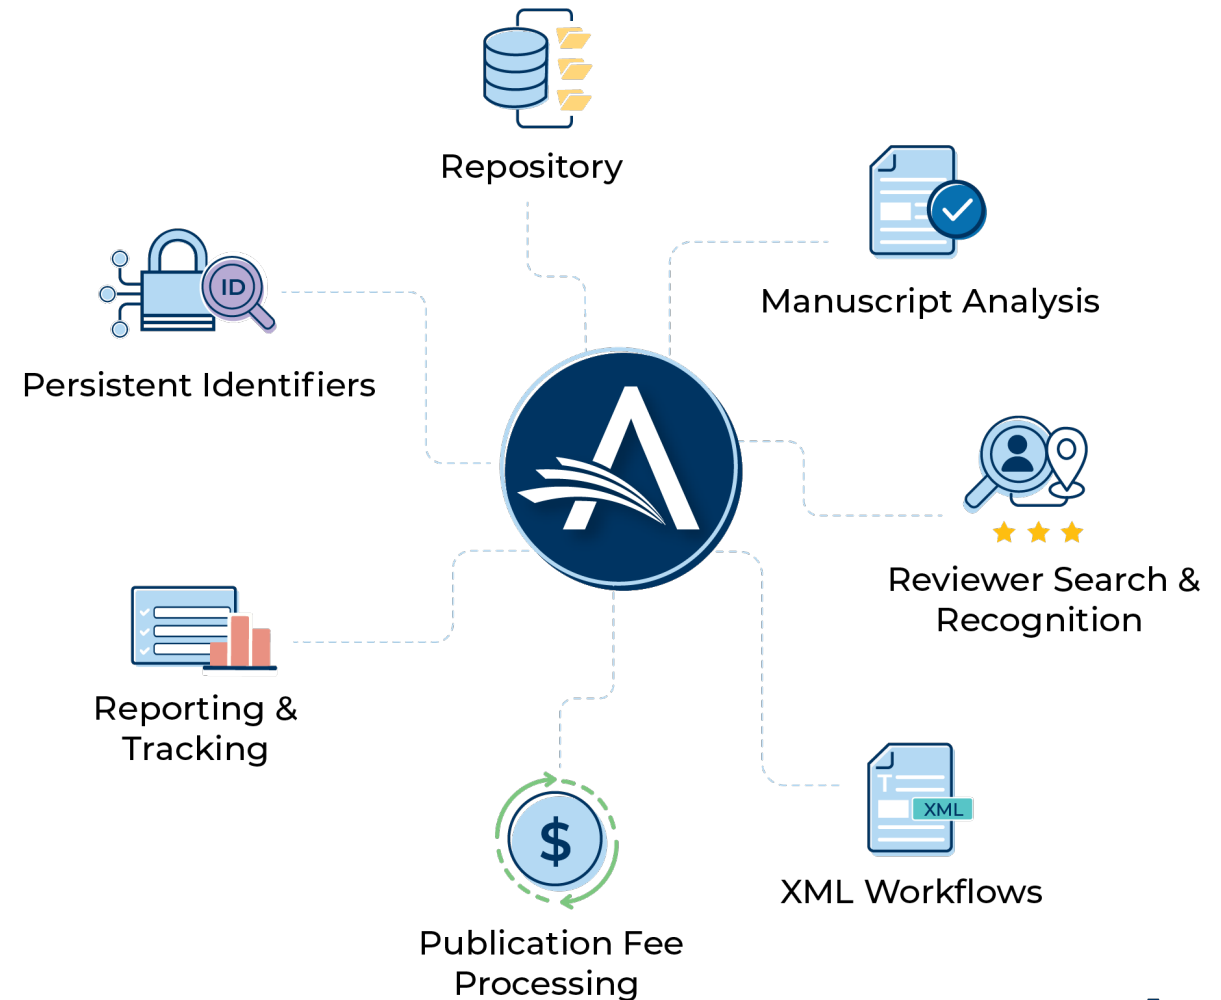 Repository
Manuscript Analysis
ID
Persistent Identifiers
Reviewer Search &
Recognition
Reporting &
Tracking
T
XML
XML Workflows
$
Publication Fee
Processing